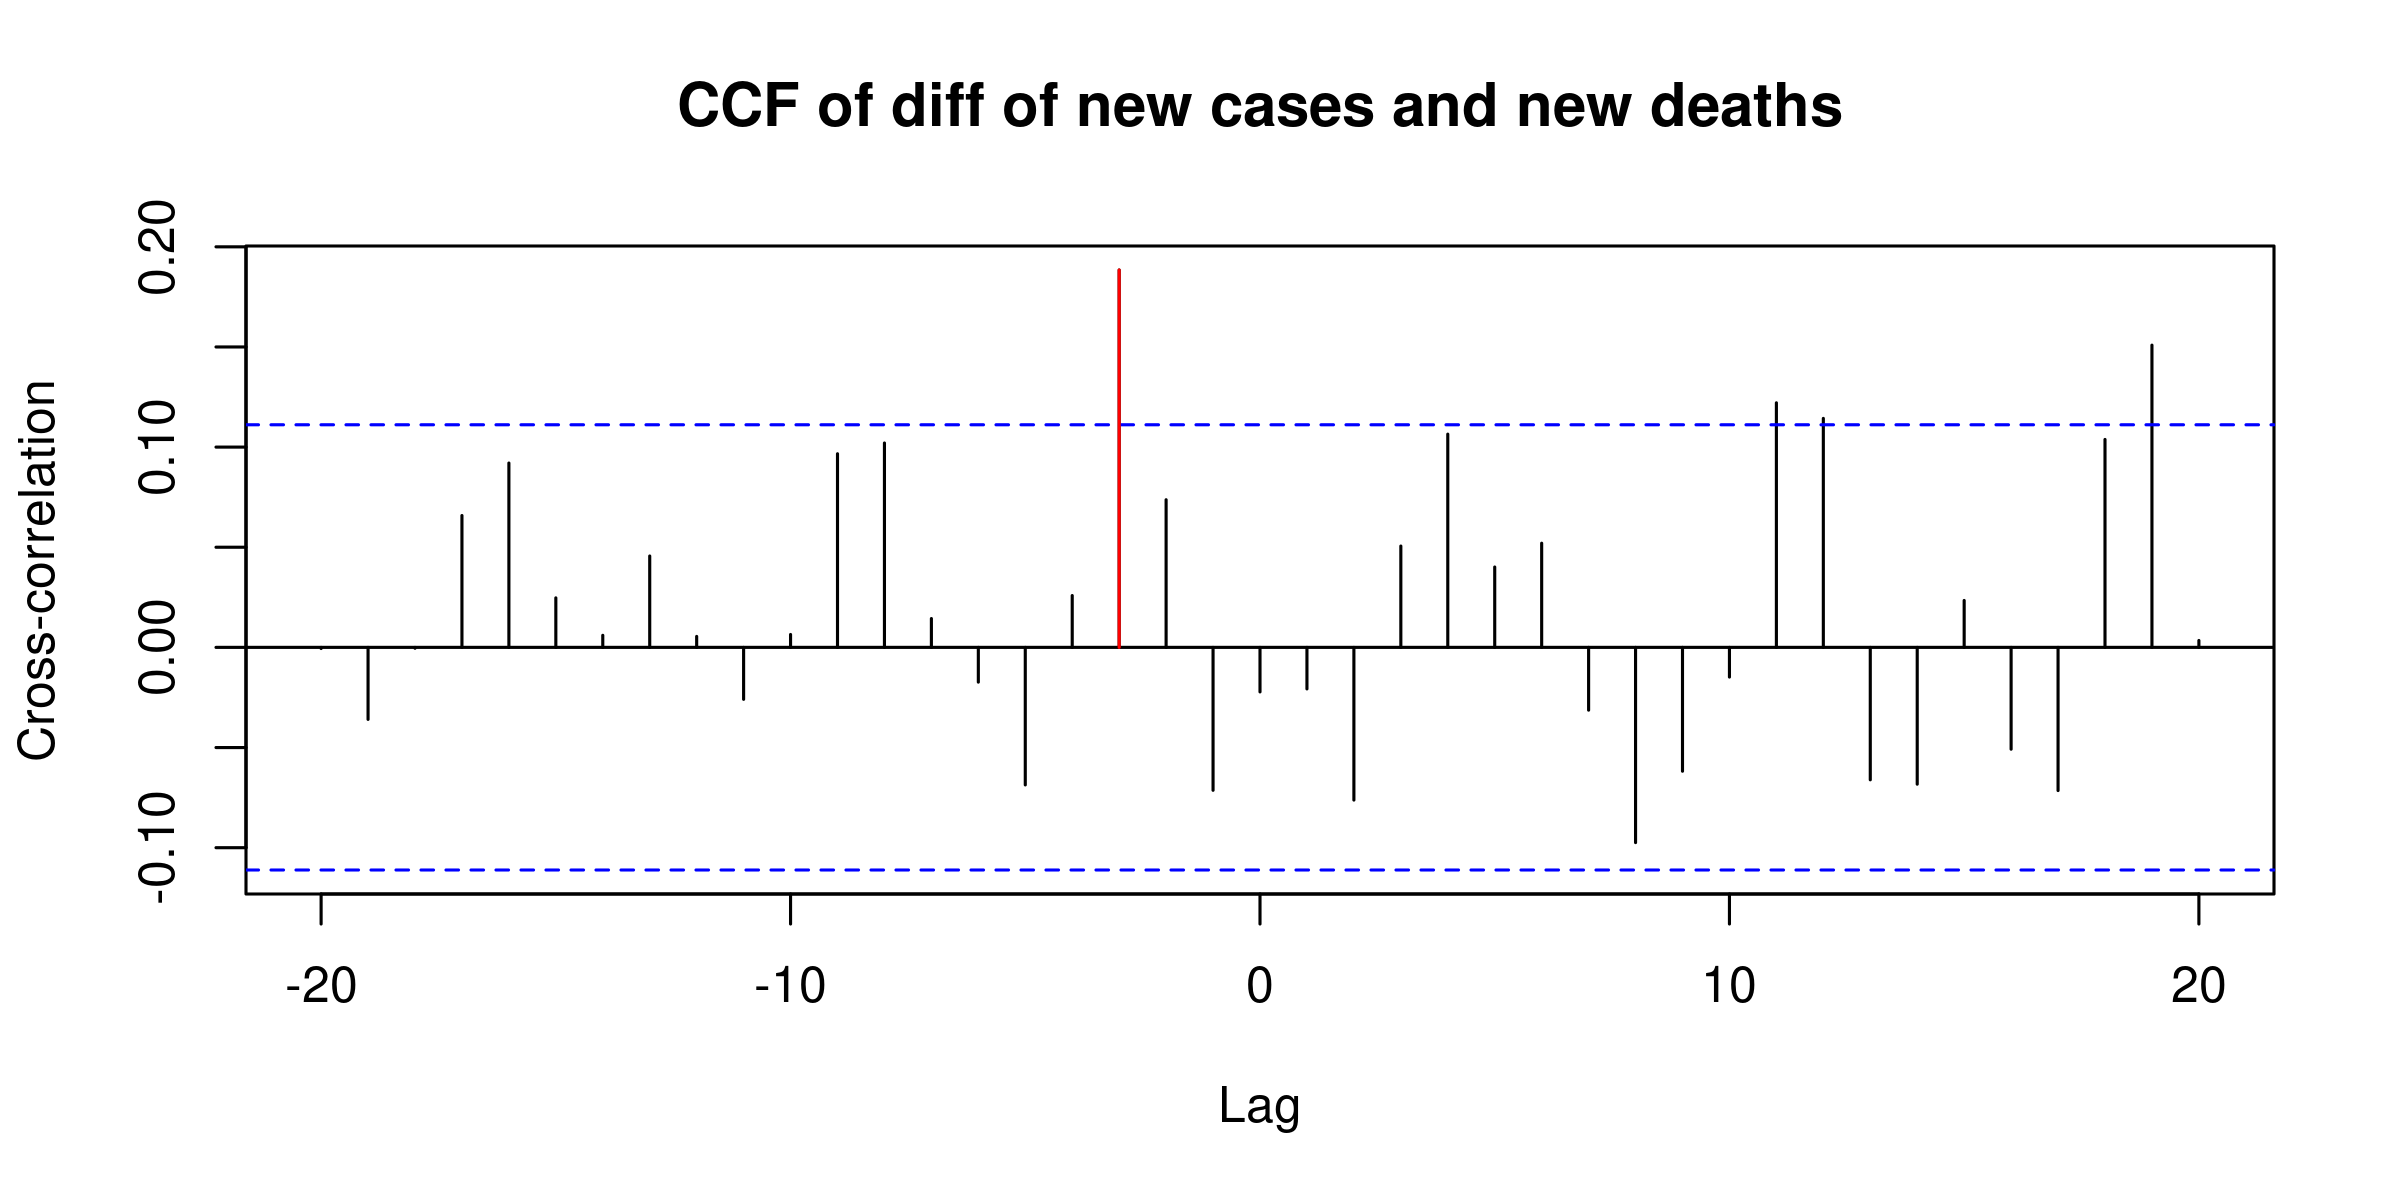 CCF of diff of new cases and new deaths
Cross-correlation
0.20
0.10
0.00
-0.10
-20 -10 0 10 20
Lag